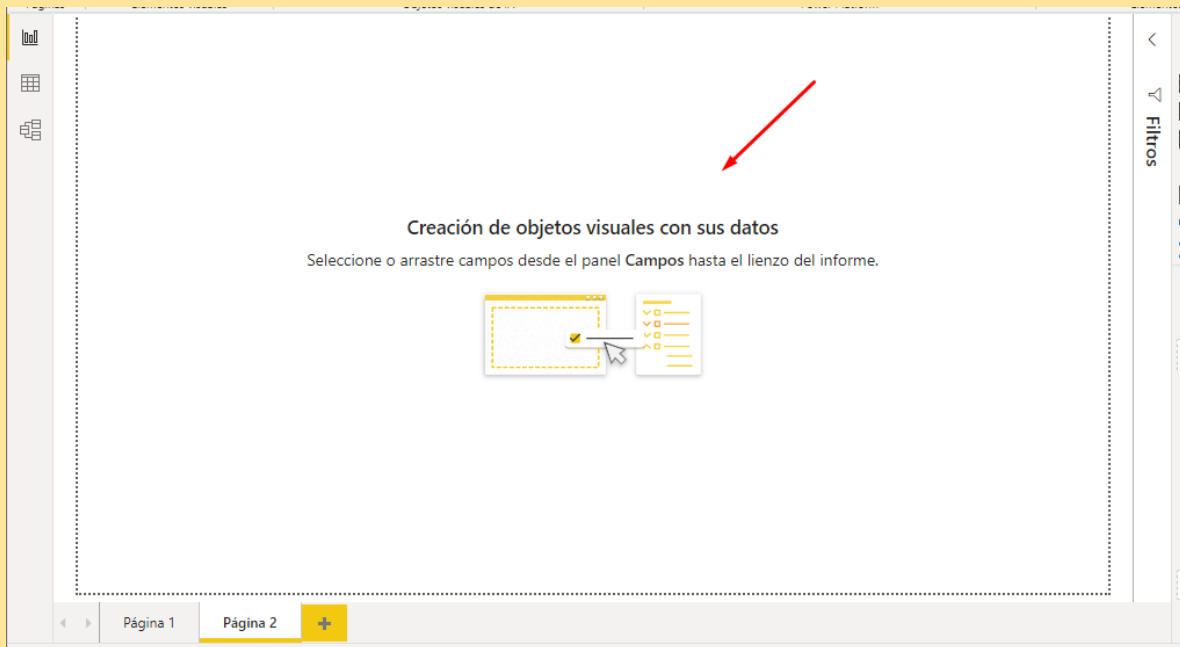 Creación de objetos visuales con sus datos
Seleccione o arrastre campos desde el panel Campos hasta el lienzo del informe.
Filtros
Página 1
Página 2